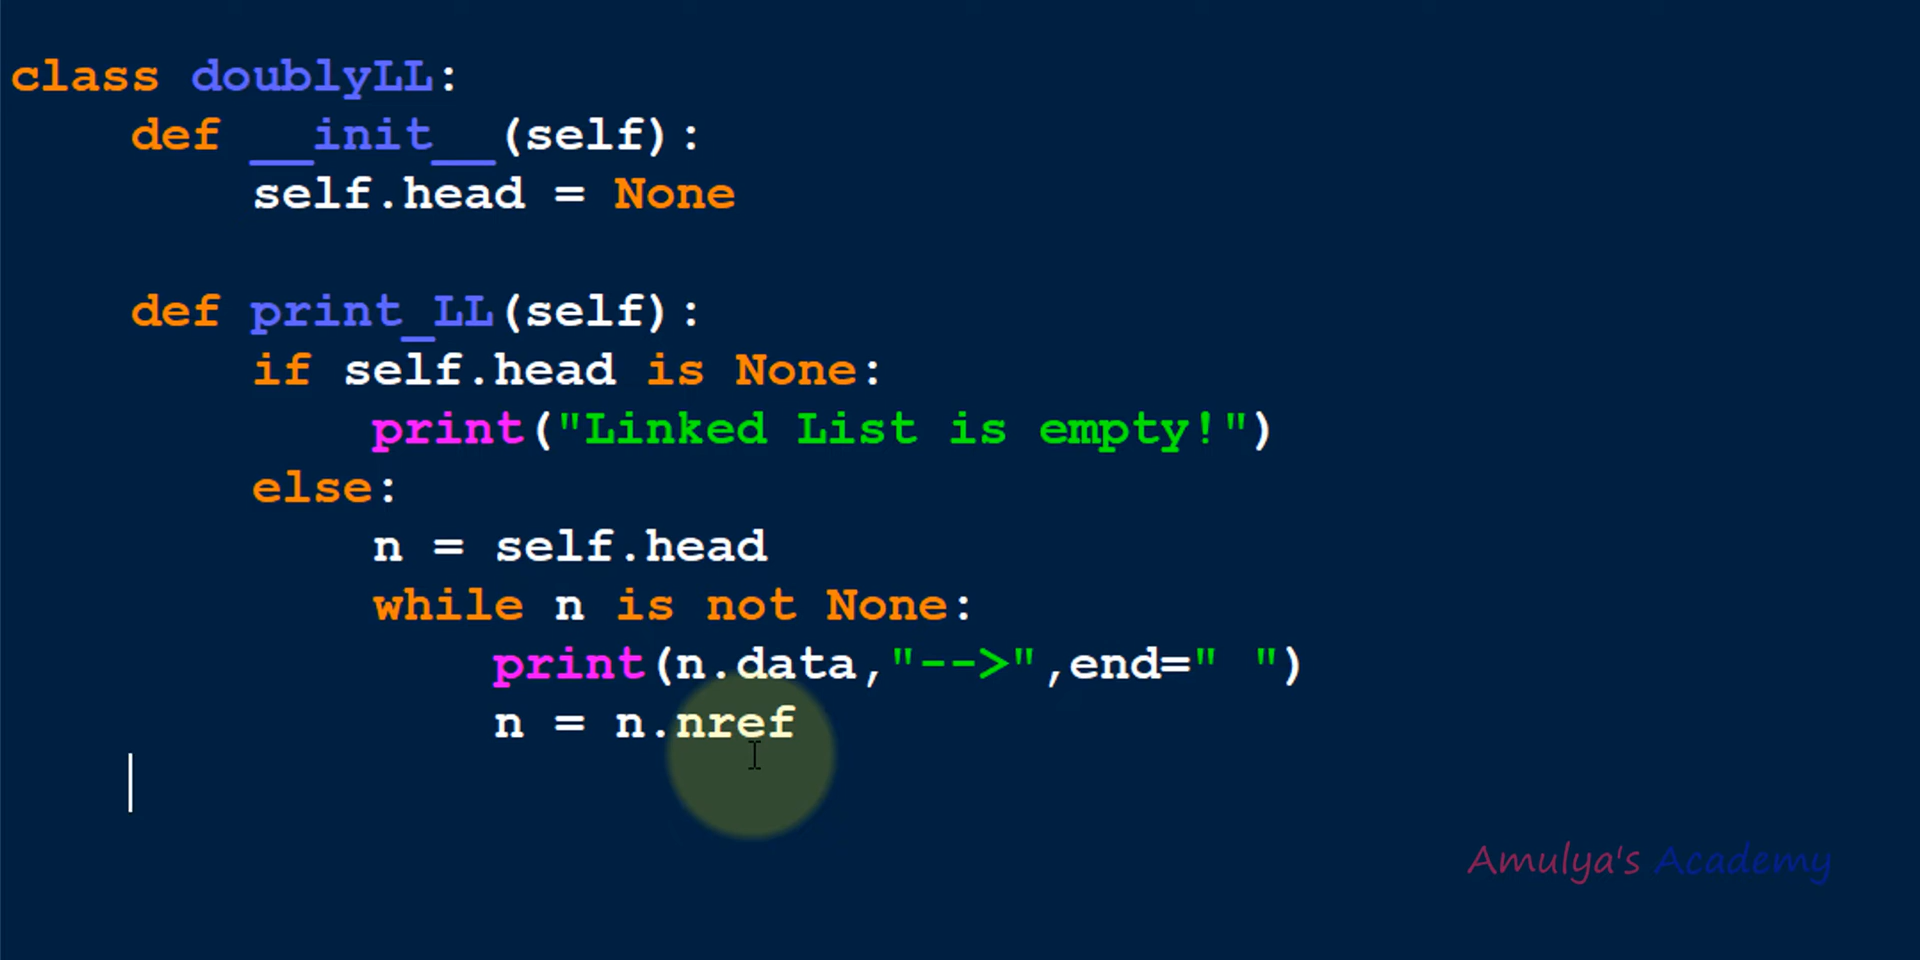 class doublyLL:
    def __init__(self):
        self.head = None
    def print_LL(self):
        if self.head is None:
            print("Linked List is empty!")
        else:
            n = self.head
            while n is not None:
                print(n.data,"-->",end=" ")
                n = n.nref
Amulya's Academy